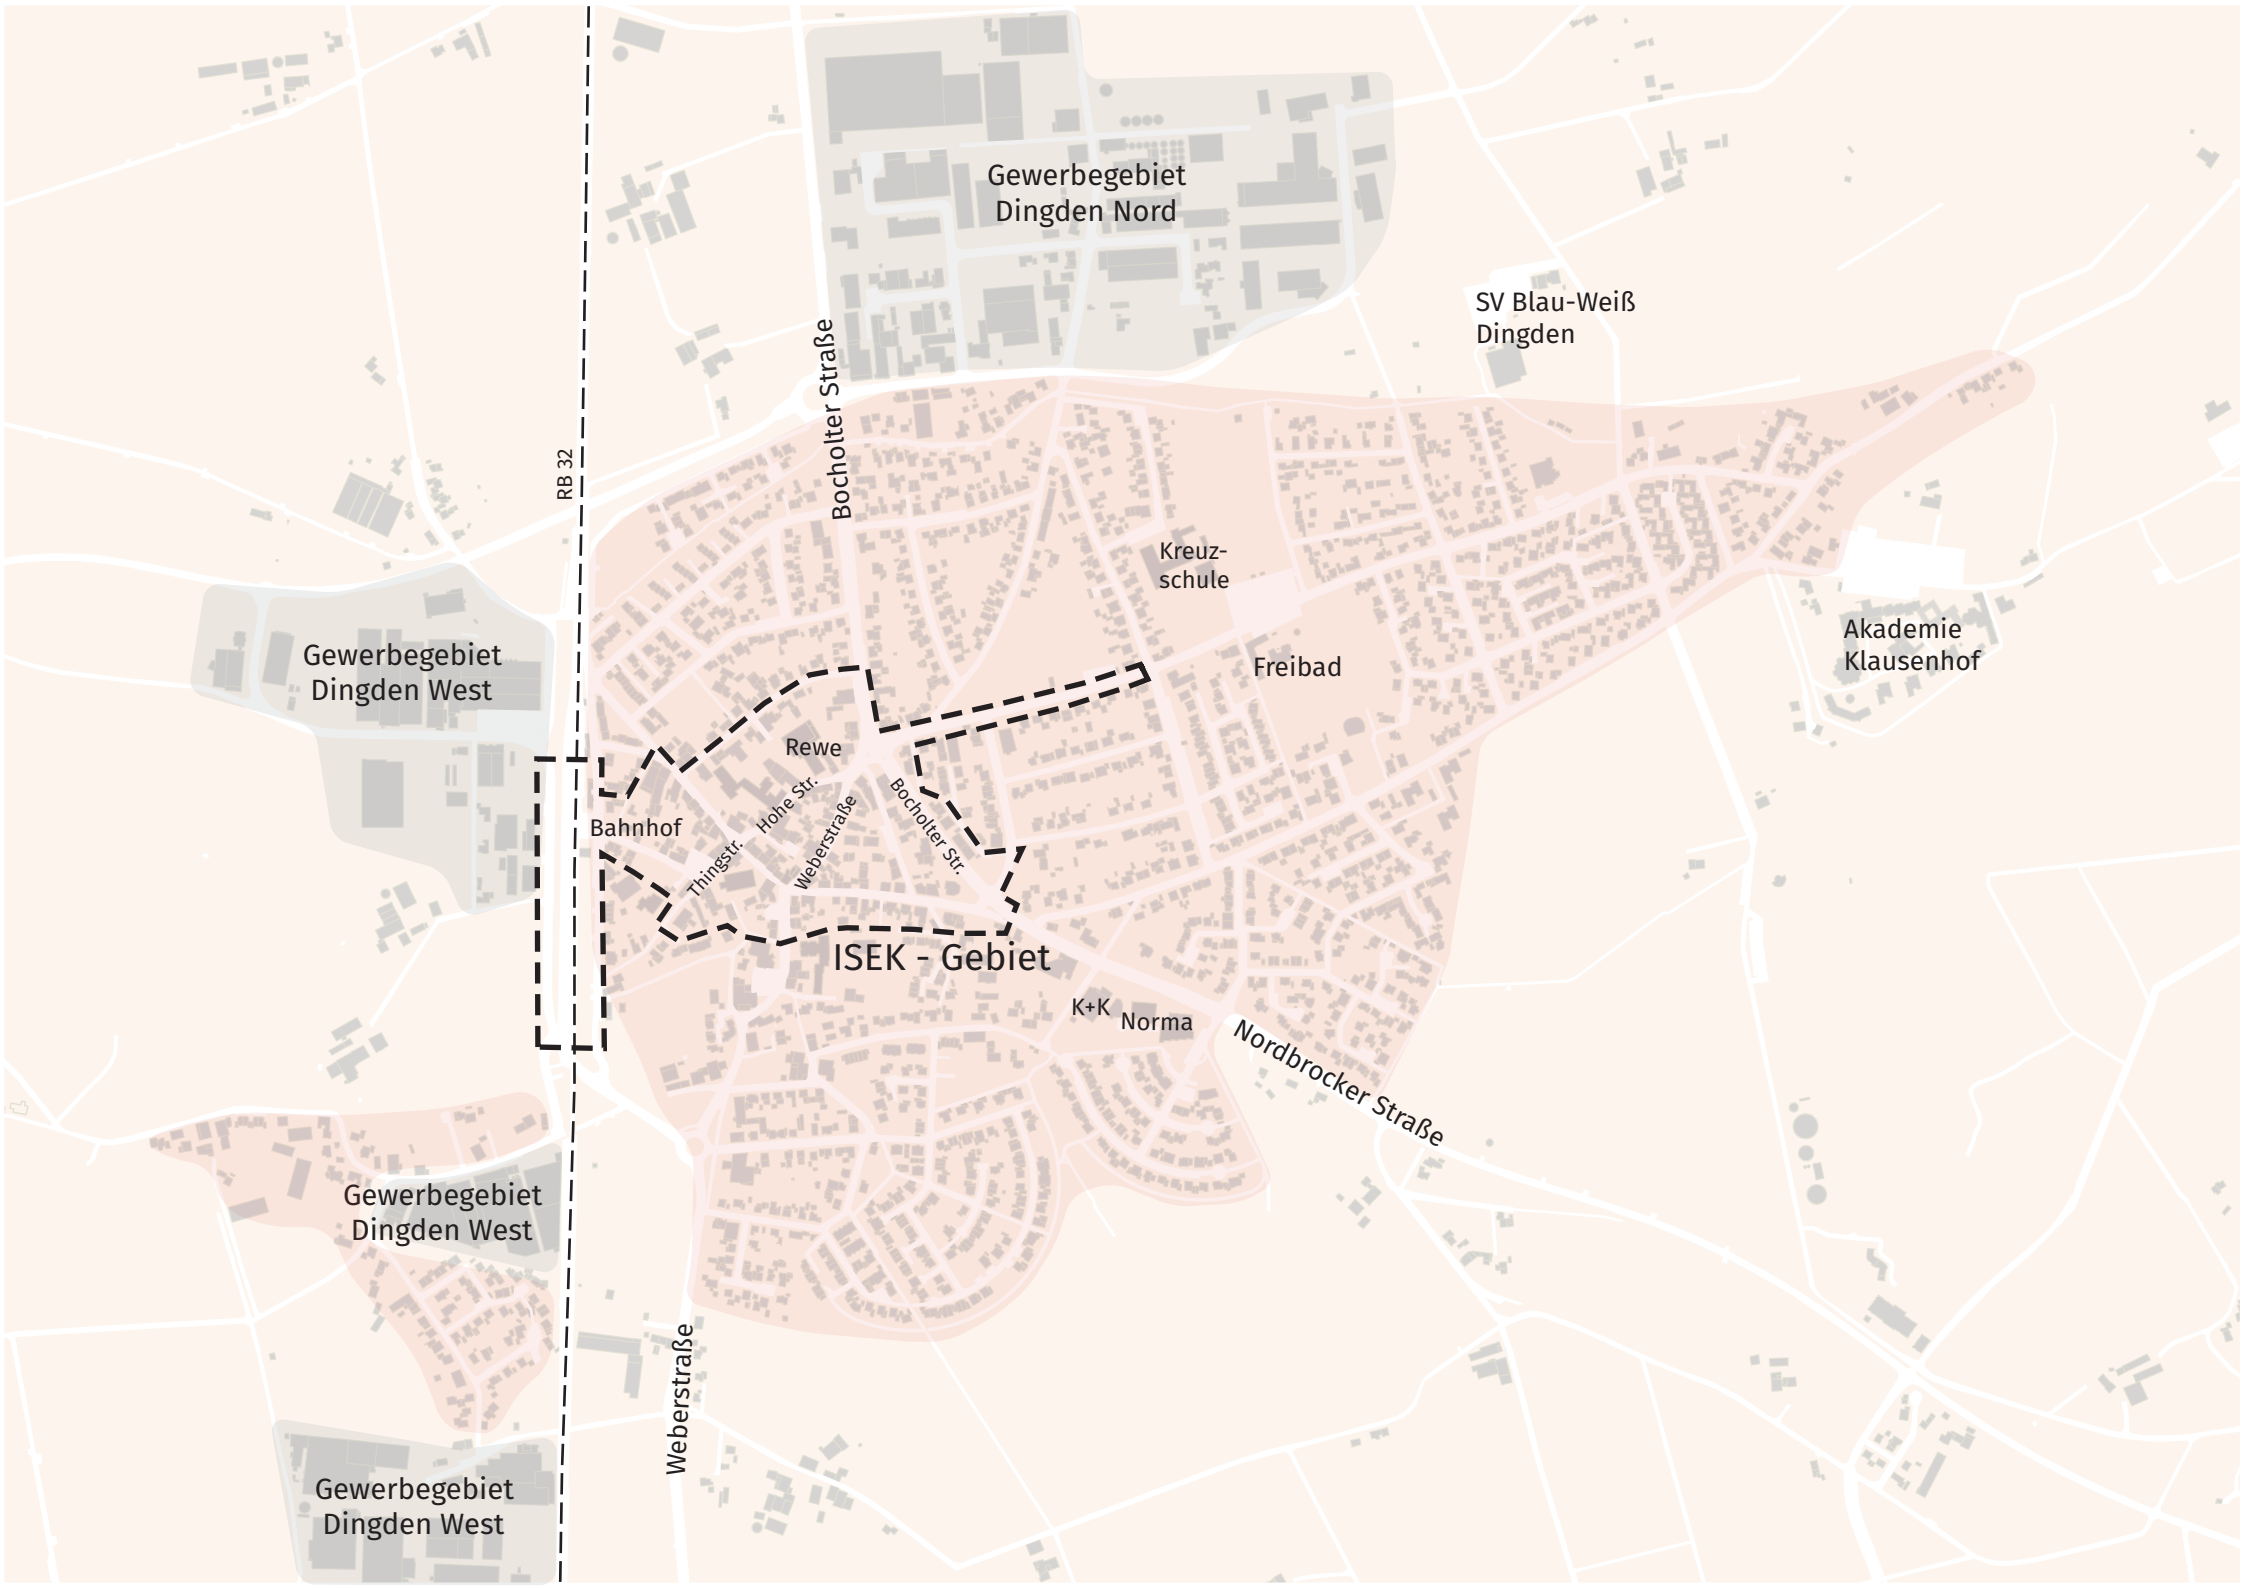 Gewerbegebiet
Dingden Nord
SV Blau-Weiß
Dingden
Bocholter Straße
RB 32
Kreuz-
schule
Gewerbegebiet
Dingden West
Freibad
Akademie
Klausenhof
Rewe
Hohe Str.
Bocholter Str.
Bahnhof
Weberstraße
Thingstr.
ISEK - Gebiet
K+K
Norma
Nordbrocker Straße
Gewerbegebiet
Dingden West
Weberstraße
Gewerbegebiet
Dingden West